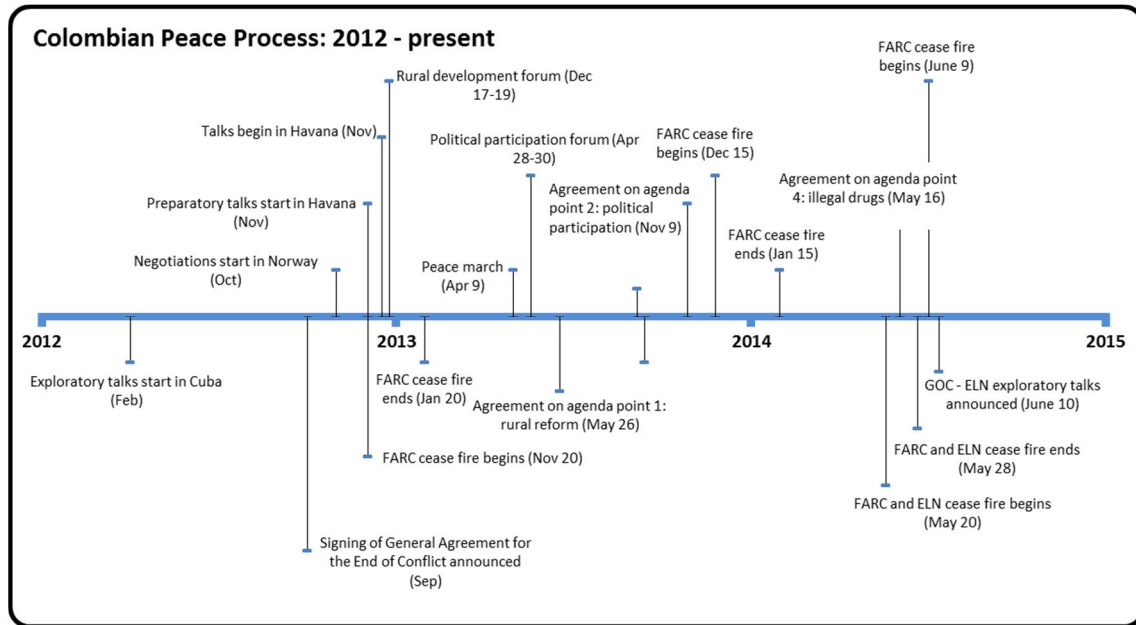 Colombian Peace Process: 2012 - present
FARC cease fire
begins (June 9)
Rural development forum (Dec
17-19)
Talks begin in Havana (Nov)
Political participation forum (Apr
28-30)
FARC cease fire
begins (Dec 15)
Preparatory talks start in Havana
(Nov)
Agreement on agenda
point 2: political
participation (Nov 9)
Agreement on agenda point
4: illegal drugs (May 16)
Negotiations start in Norway
(Oct)
Peace march
(Apr 9)
FARC cease fire
ends (Jan 15)
2012
2013
2014
2015
Exploratory talks start in Cuba
(Feb)
FARC cease fire
ends (Jan 20)
Agreement on agenda point 1:
rural reform (May 26)
GOC - ELN exploratory talks
announced (June 10)
FARC cease fire begins (Nov 20)
FARC and ELN cease fire ends
(May 28)
FARC and ELN cease fire begins
(May 20)
Signing of General Agreement for
the End of Conflict announced
(Sep)